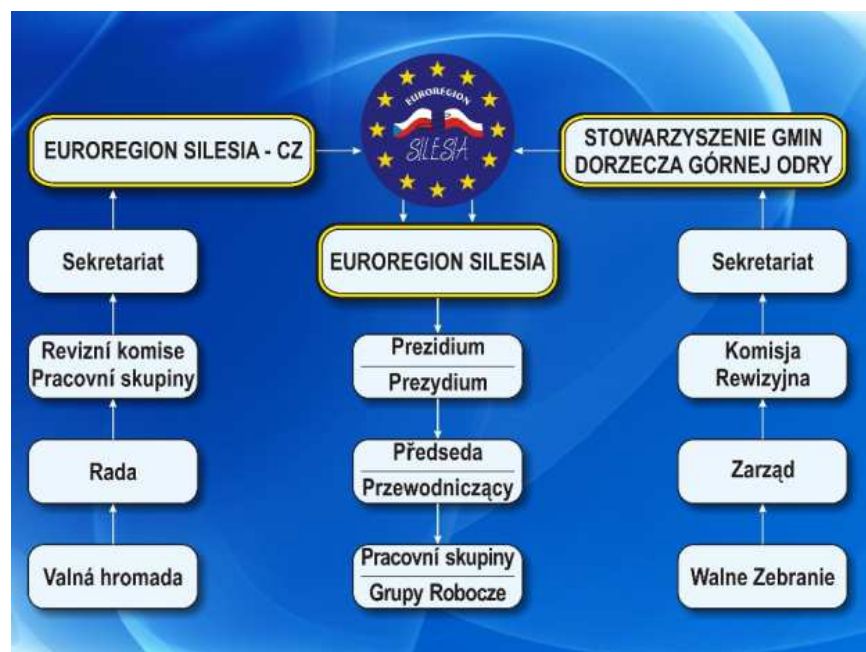 EUROREGION
SILESIA
EUROREGION SILESIA - CZ
STOWARZYSZENIE GMIN
DORZECZA GÓRNEJ ODRY
Sekretariat
EUROREGION SILESIA
Sekretariat
Revizní komise
Pracovní skupiny
Prezidium
Prezydium
Komisja
Rewizyjna
Rada
Předseda
Przewodniczący
Zarząd
Valná hromada
Pracovní skupiny
Grupy Robocze
Walne Zebranie